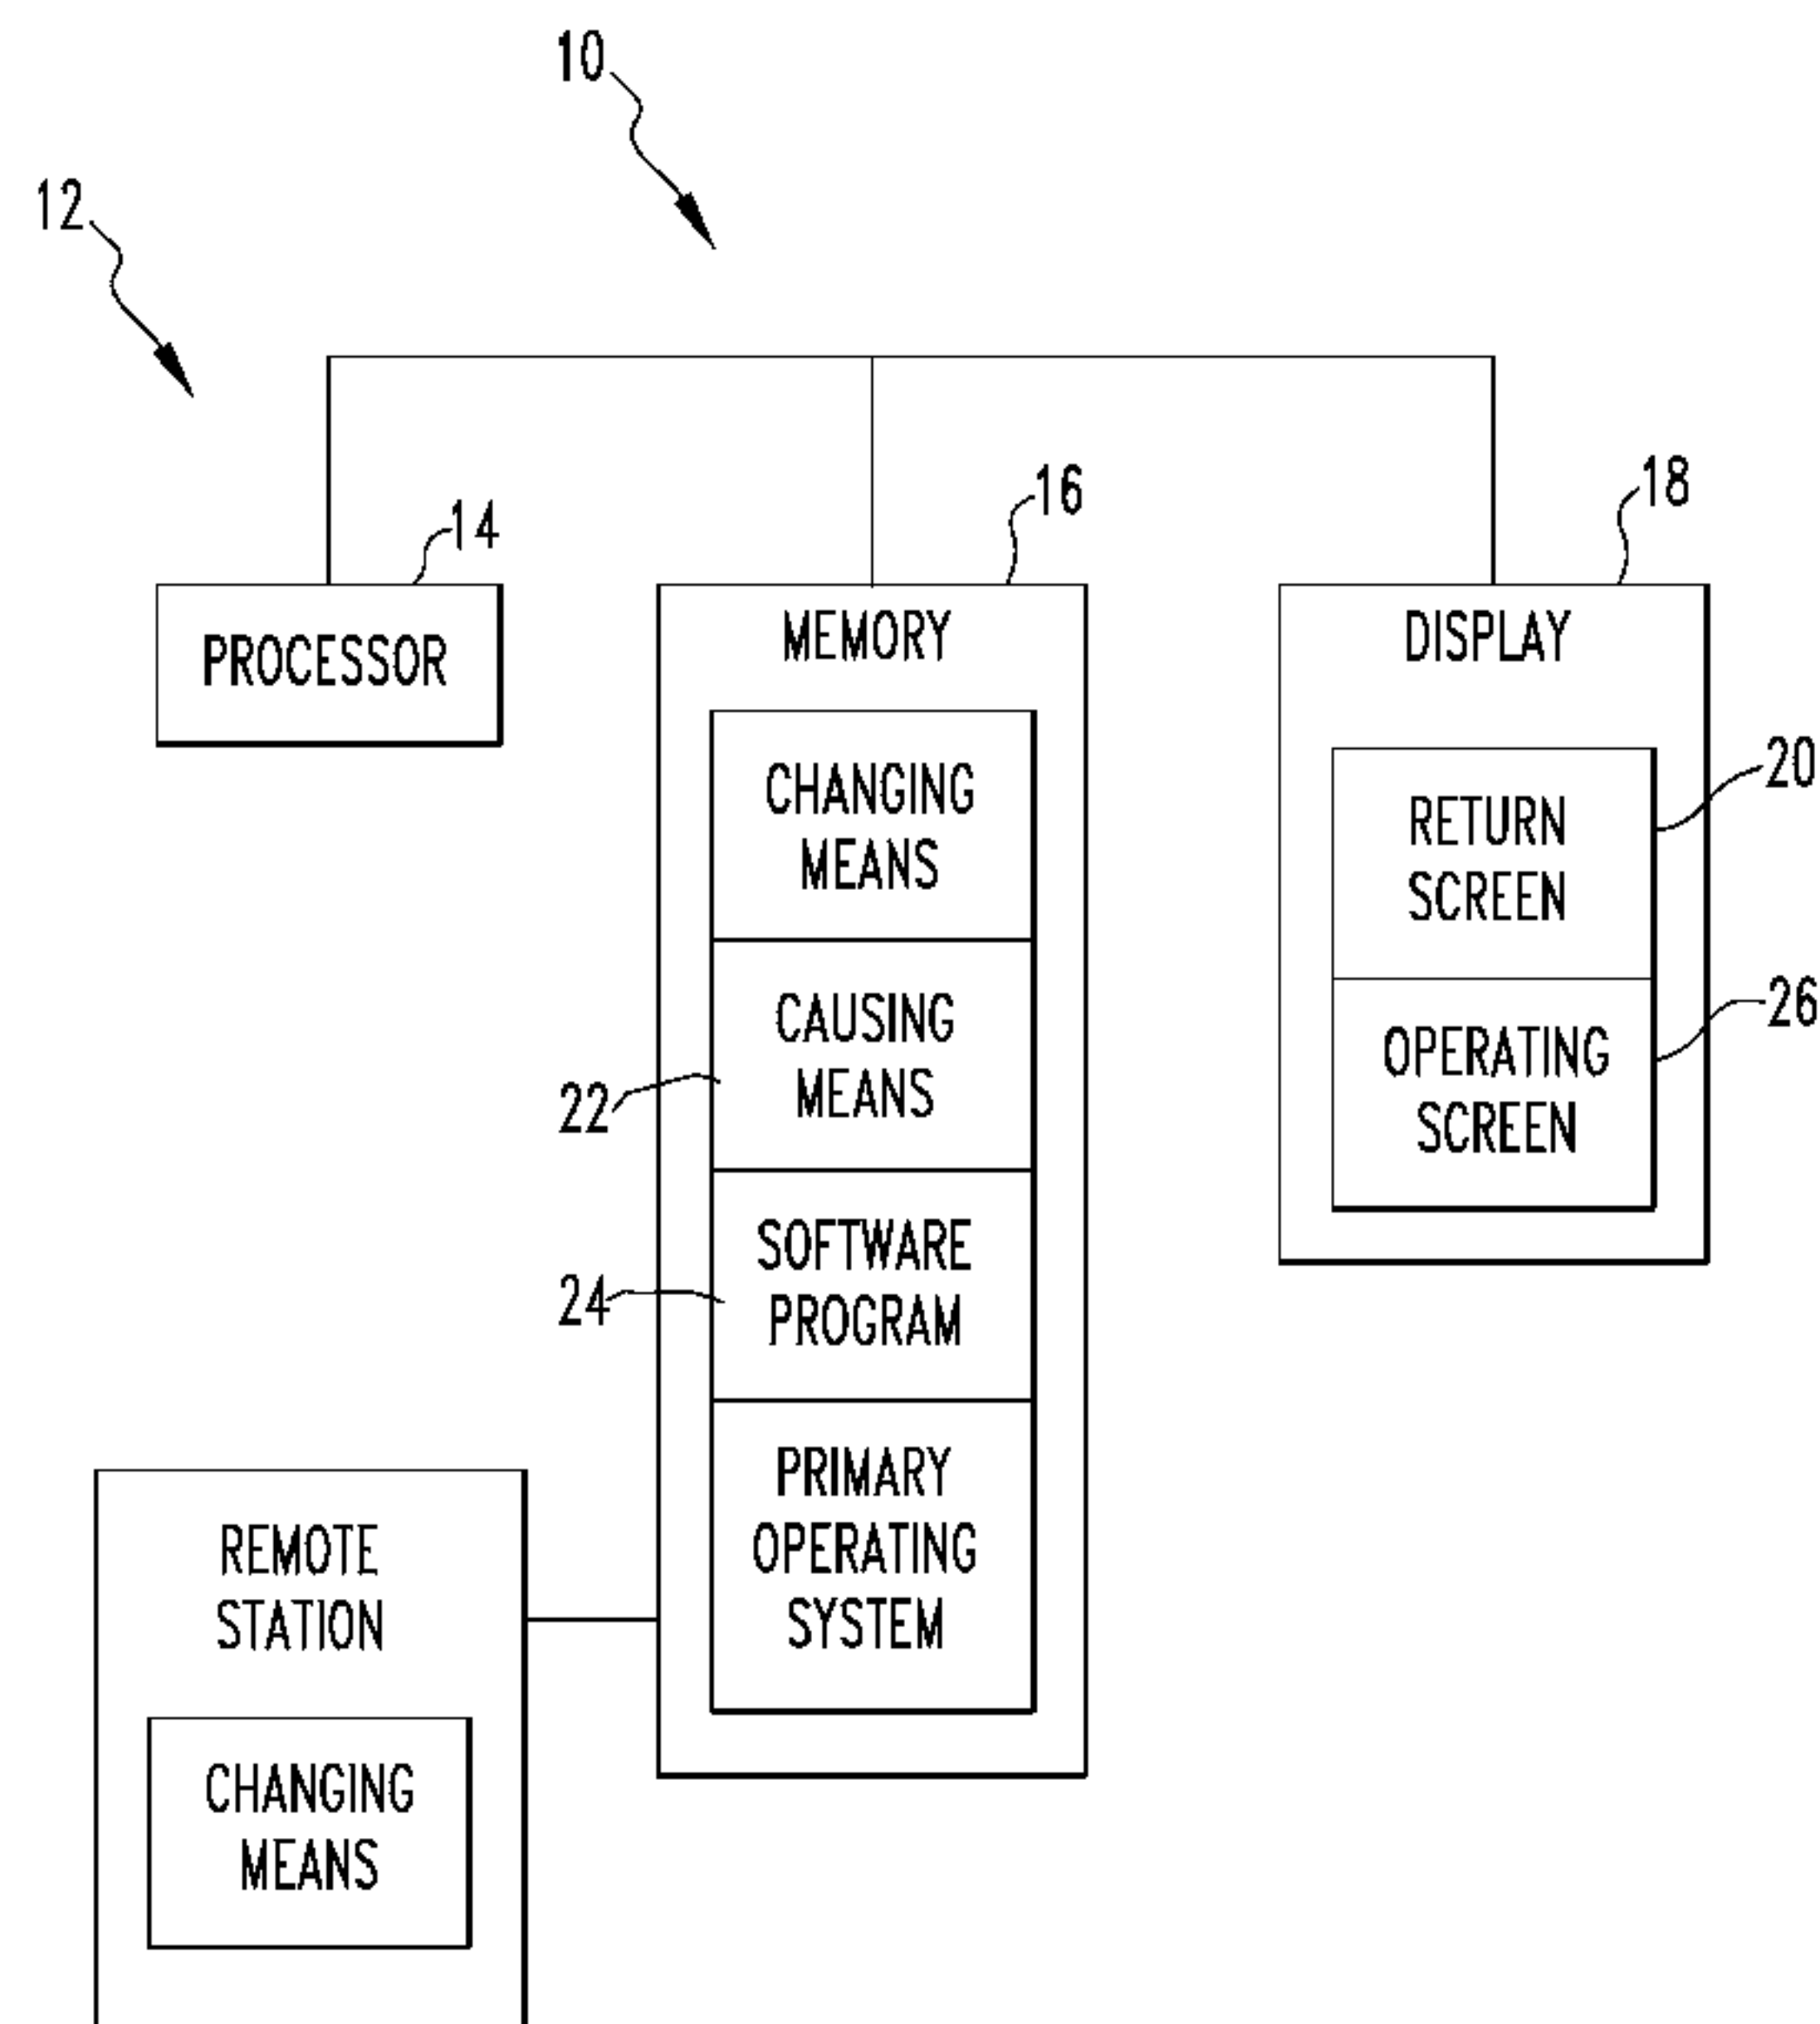 10
12
14
16
18
PROCESSOR
MEMORY
CHANGING
MEANS
CAUSING
MEANS
22
SOFTWARE
PROGRAM
24
PRIMARY
OPERATING
SYSTEM
DISPLAY
RETURN
SCREEN
20
OPERATING
SCREEN
26
REMOTE
STATION
CHANGING
MEANS